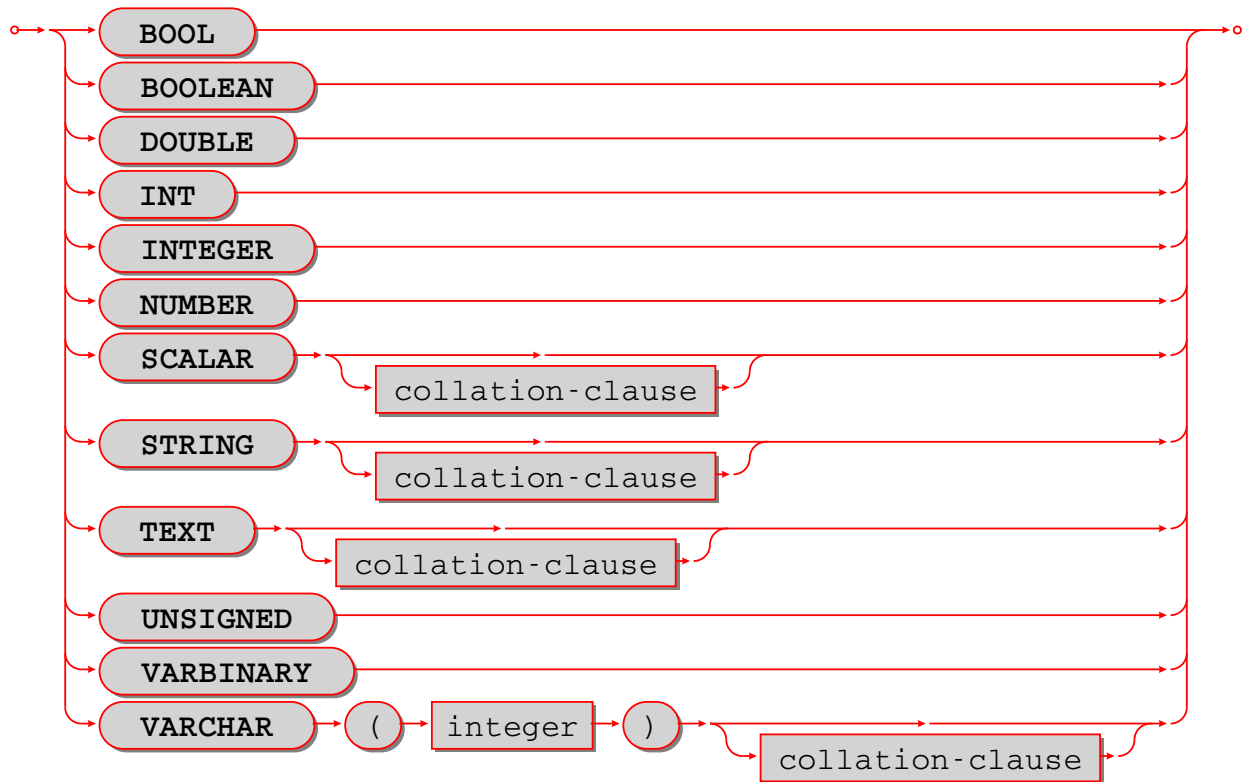 BOOL
BOOLEAN
DOUBLE
INT
INTEGER
NUMBER
SCALAR
collation-clause
STRING
collation-clause
TEXT
collation-clause
UNSIGNED
VARBINARY
VARCHAR ( integer )
collation-clause